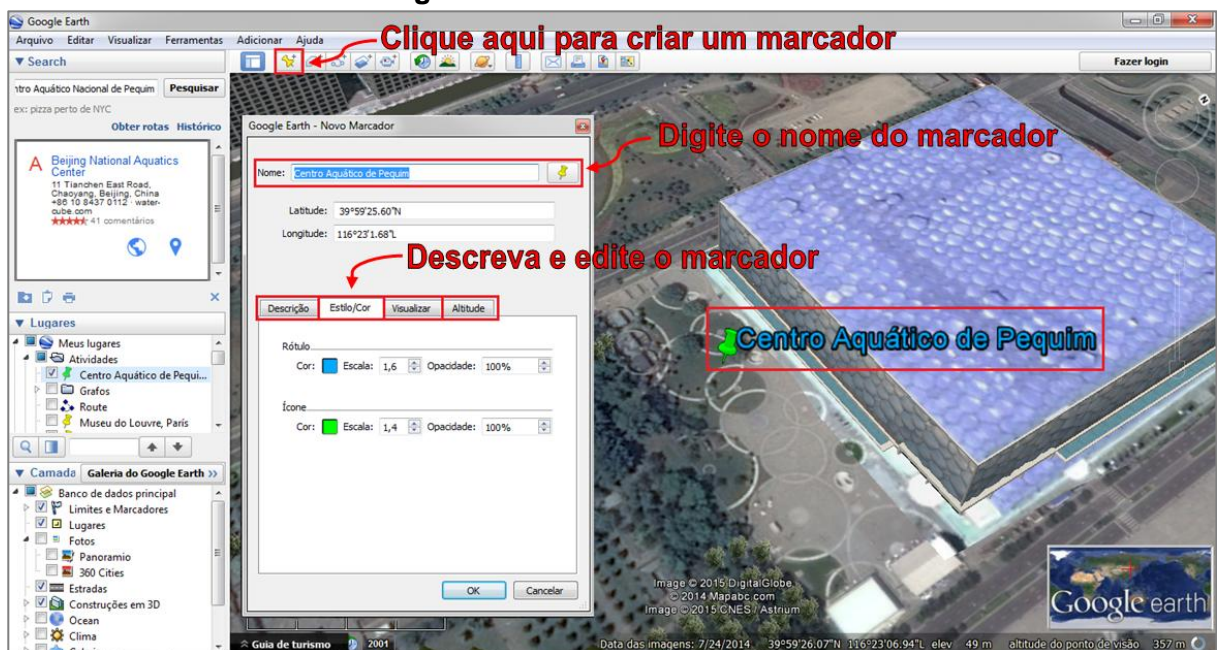 Google Earth
Arquivo Editar Visualizar Ferramentas Adicionar Ajuda
Clique aqui para criar um marcador
▼ Search
Fazer login
ntro Aquático Nacional de Pequim Pesquisar
ex: pizza perto de NYC
Obter rotas Histórico
A Beijing National Aquatics
Center
11 Tianchen East Road,
Chaoyang, Beijing, China
+86 10 8437 0112 · water-
cube.com
41 comentários
Google Earth - Novo Marcador
Digite o nome do marcador
Nome: Centro Aquático de Pequim
Latitude: 39°59'25.60"N
Longitude: 116°23'1.68"L
Descreva e edite o marcador
Descrição Estilo/Cor Visualizar Altitude
Rótulo
Cor: Escala: 1,6 Opacidade: 100%
Ícone
Cor: Escala: 1,4 Opacidade: 100%
OK Cancelar
Centro Aquático de Pequim
▼ Lugares
Meus lugares
Atividades
Centro Aquático de Pequi...
Grafos
Route
Museu do Louvre, París
▼ Camada Galeria do Google Earth >>
Banco de dados principal
Limites e Marcadores
Lugares
Fotos
Panoramio
360 Cities
Estradas
Construções em 3D
Ocean
Clima
Image © 2015 DigitalGlobe
© 2014 Mapabc.com
Image © 2015 CNES / Astrium
Google earth
Guia de turismo 2001
Data das imagens: 7/24/2014 39°59'26.07"N 116°23'06.94"L elev 49 m altitude do ponto de visão 357 m